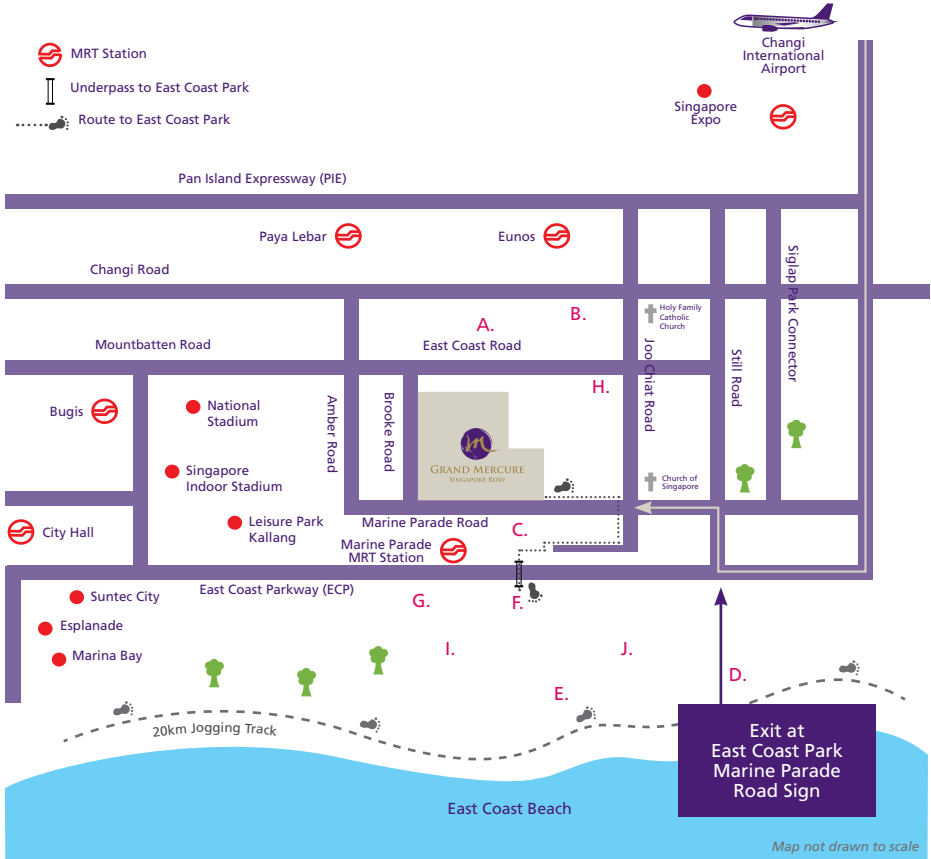 Changi
International
Airport
MRT Station
Underpass to East Coast Park
Route to East Coast Park
Singapore
Expo
Pan Island Expressway (PIE)
Paya Lebar
Eunos
Changi Road
Siglap Park Connector
Holy Family
Catholic
Church
A.
B.
Mountbatten Road
East Coast Road
Joo Chiat Road
Still Road
H.
Bugis
National
Stadium
Amber Road
Brooke Road
m
GRAND MERCURE
SINGAPORE ROXY
Singapore
Indoor Stadium
Church of
Singapore
City Hall
Leisure Park
Kallang
Marine Parade Road
C.
Marine Parade
MRT Station
East Coast Parkway (ECP)
Suntec City
G.
F.
Esplanade
Marina Bay
I.
J.
D.
E.
20km Jogging Track
Exit at
East Coast Park
Marine Parade
Road Sign
East Coast Beach
Map not drawn to scale